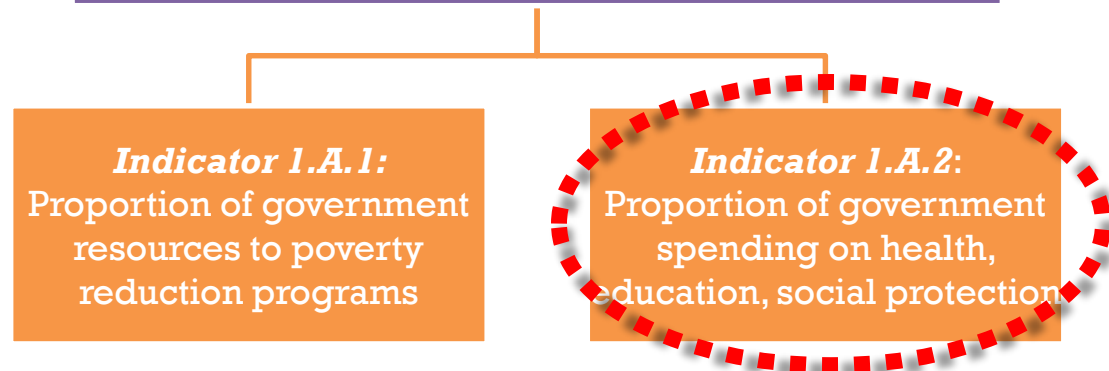 Indicator 1.A.1:
Proportion of government
resources to poverty
reduction programs
Indicator 1.A.2:
Proportion of government
spending on health,
education, social protection